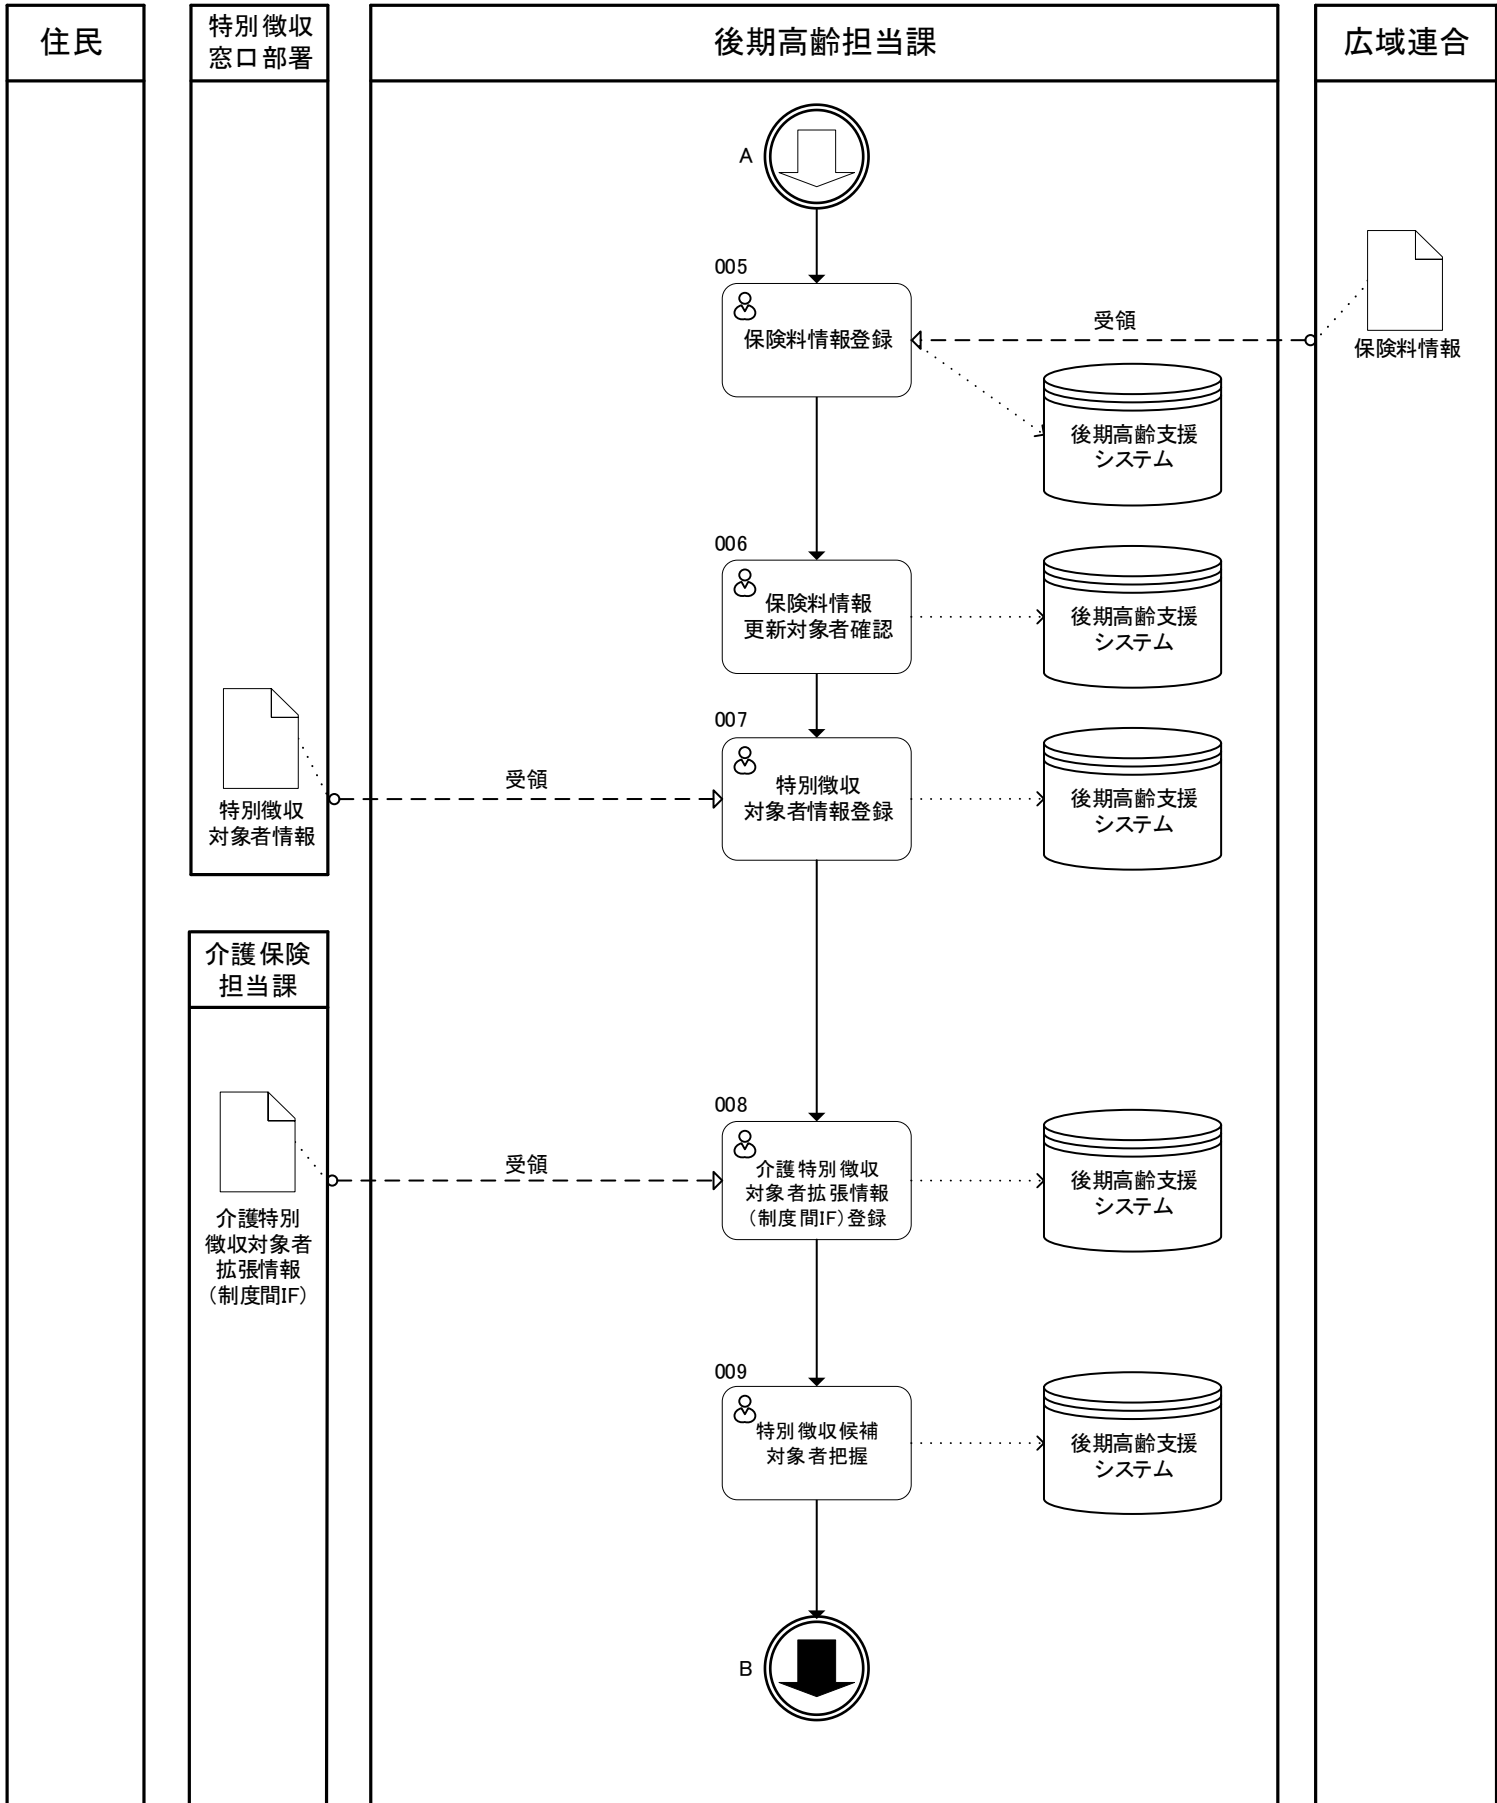 住民
特別徴収
窓口部署
後期高齢担当課
広域連合
A
005
保険料情報登録
受領
保険料情報
後期高齢支援
システム
006
保険料情報
更新対象者確認
後期高齢支援
システム
007
特別徴収
対象者情報登録
受領
特別徴収
対象者情報
後期高齢支援
システム
介護保険
担当課
008
介護特別徴収
対象者拡張情報
（制度間IF）登録
受領
介護特別
徴収対象者
拡張情報
（制度間IF）
後期高齢支援
システム
009
特別徴収候補
対象者把握
後期高齢支援
システム
B